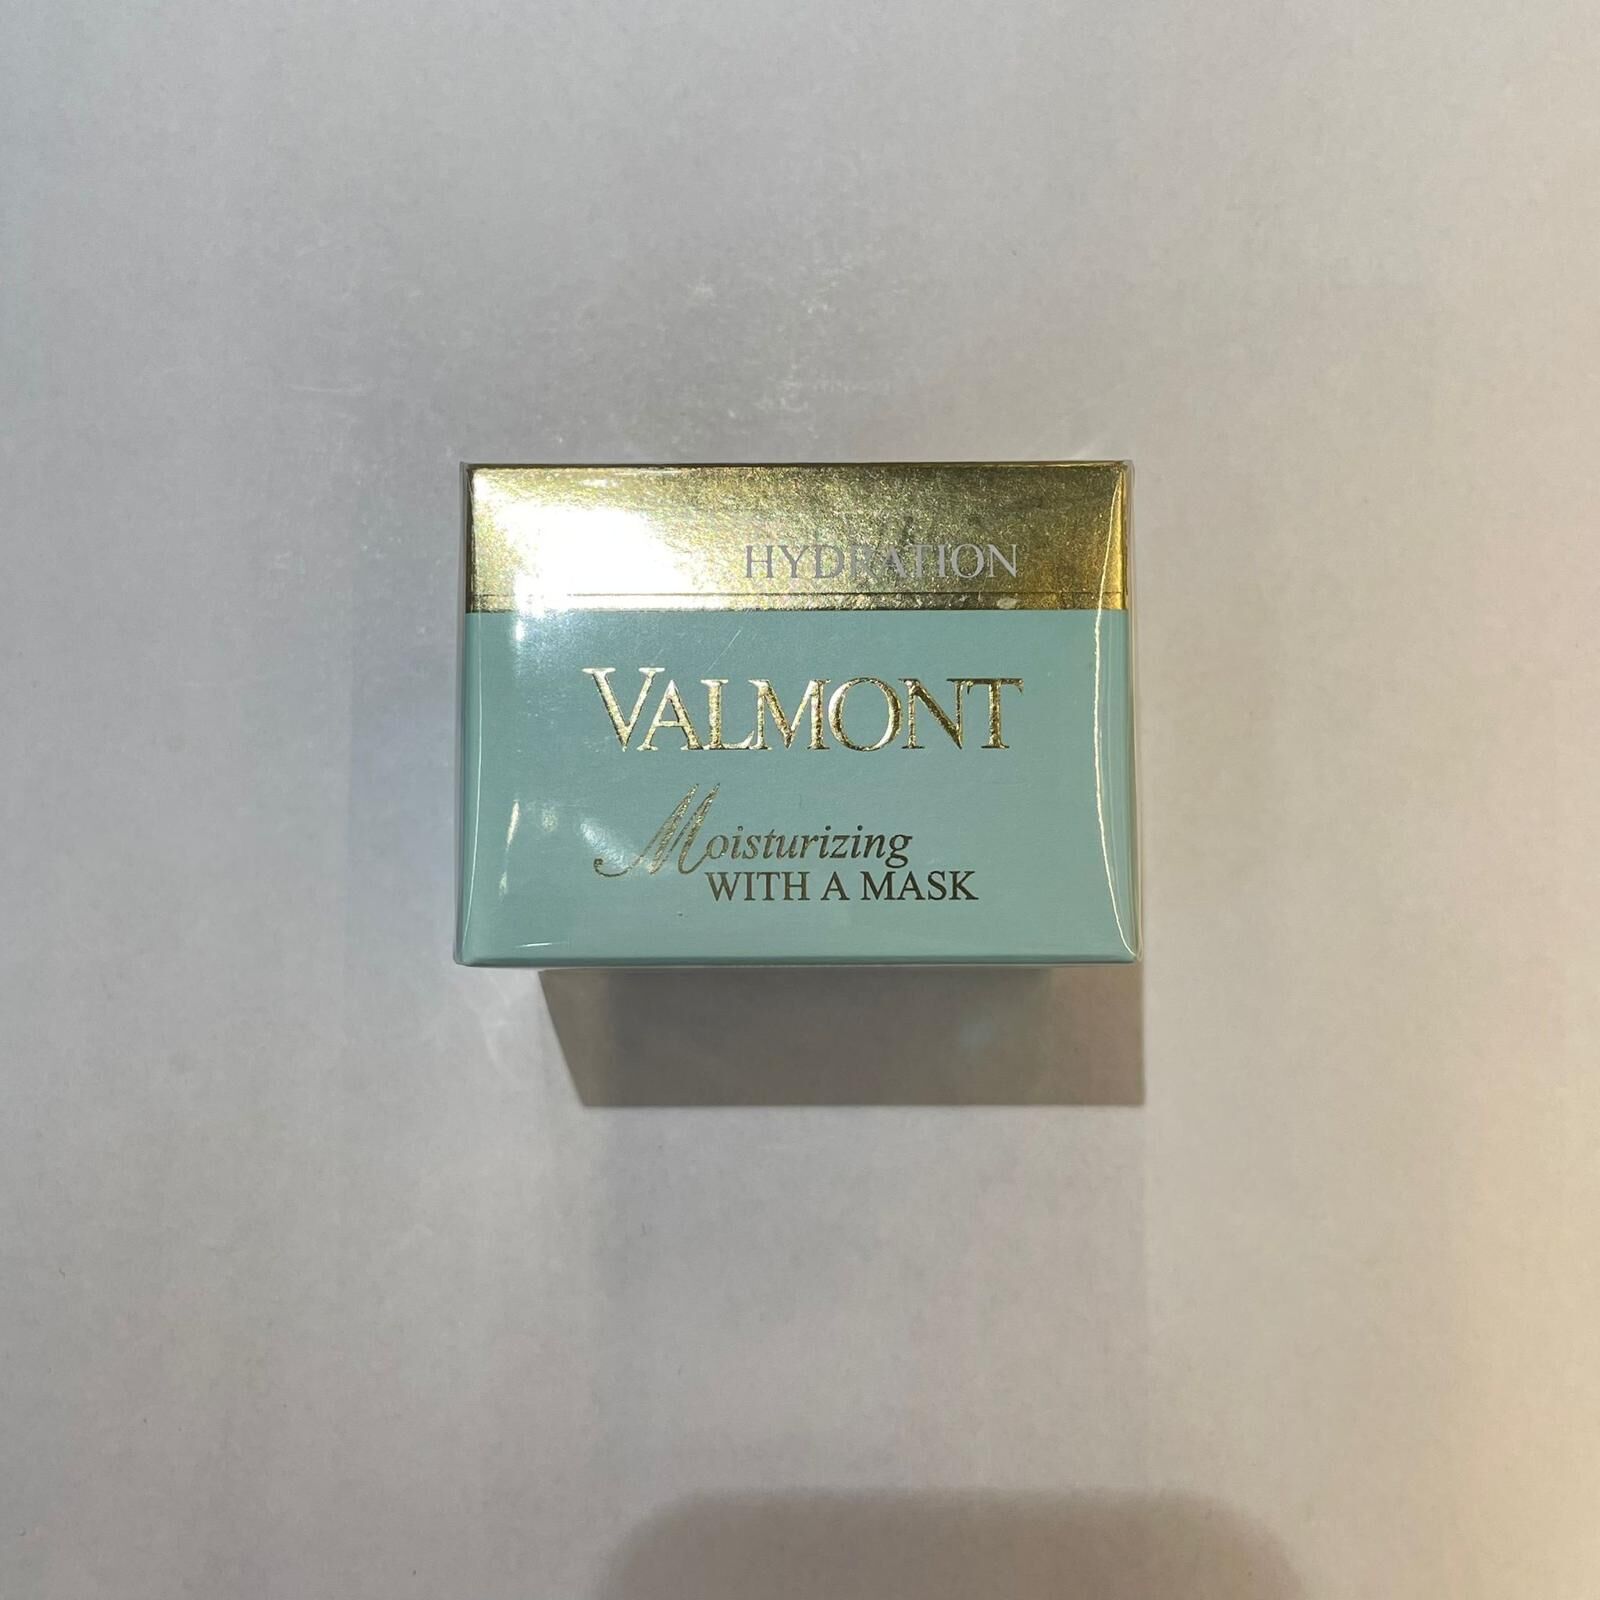 HYDRATION
VALMONT
Moisturizing
WITH A MASK